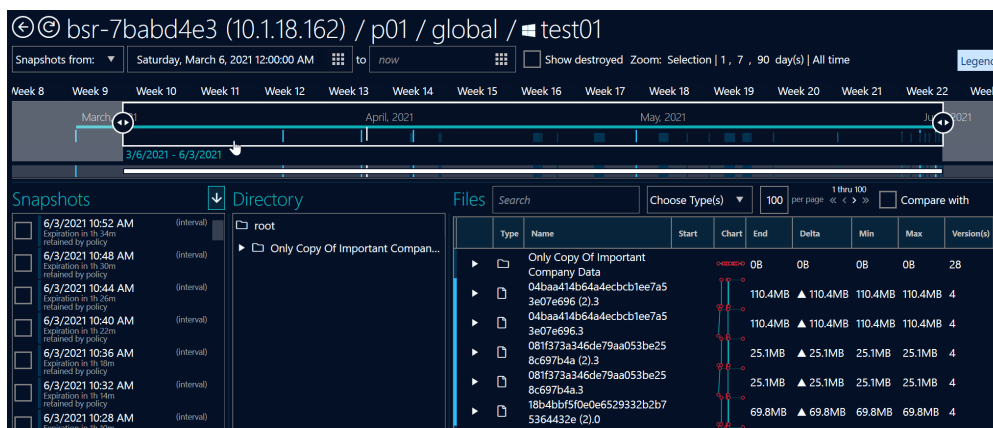 bsr-7babd4e3 (10.1.18.162) / p01 / global / test01
Snapshots from: Saturday, March 6, 2021 12:00:00 AM to now Show destroyed Zoom: Selection | 1 , 7 , 90 day(s) | All time
Legend
Week 8 Week 9 Week 10 Week 11 Week 12 Week 13 Week 14 Week 15 Week 16 Week 17 Week 18 Week 19 Week 20 Week 21 Week 22
April, 2021 May, 2021
3/6/2021 - 6/3/2021
Snapshots
6/3/2021 10:52 AM (interval)
Expiration in 1h 34m
retained by policy
6/3/2021 10:48 AM (interval)
Expiration in 1h 30m
retained by policy
6/3/2021 10:44 AM (interval)
Expiration in 1h 26m
retained by policy
6/3/2021 10:40 AM (interval)
Expiration in 1h 22m
retained by policy
6/3/2021 10:36 AM (interval)
Expiration in 1h 18m
retained by policy
6/3/2021 10:32 AM (interval)
Expiration in 1h 14m
retained by policy
6/3/2021 10:28 AM (interval)
Directory
root
Only Copy Of Important Compan...
Files Search Choose Type(s) 100 per page « < > » 1 thru 100 Compare with
Type Name Start Chart End Delta Min Max Version(s)
Only Copy Of Important
Company Data
0B 0B 0B 0B 28
04baa414b64a4ecbcb1ee7a5
3e07e696 (2).3
110.4MB ▲ 110.4MB 110.4MB 110.4MB 4
04baa414b64a4ecbcb1ee7a5
3e07e696.3
110.4MB ▲ 110.4MB 110.4MB 110.4MB 4
081f373a346de79aa053be25
8c697b4a (2).3
25.1MB ▲ 25.1MB 25.1MB 25.1MB 4
081f373a346de79aa053be25
8c697b4a.3
25.1MB ▲ 25.1MB 25.1MB 25.1MB 4
18b4bbf5f0e0e6529332b2b7
5364432e (2).0
69.8MB ▲ 69.8MB 69.8MB 69.8MB 4